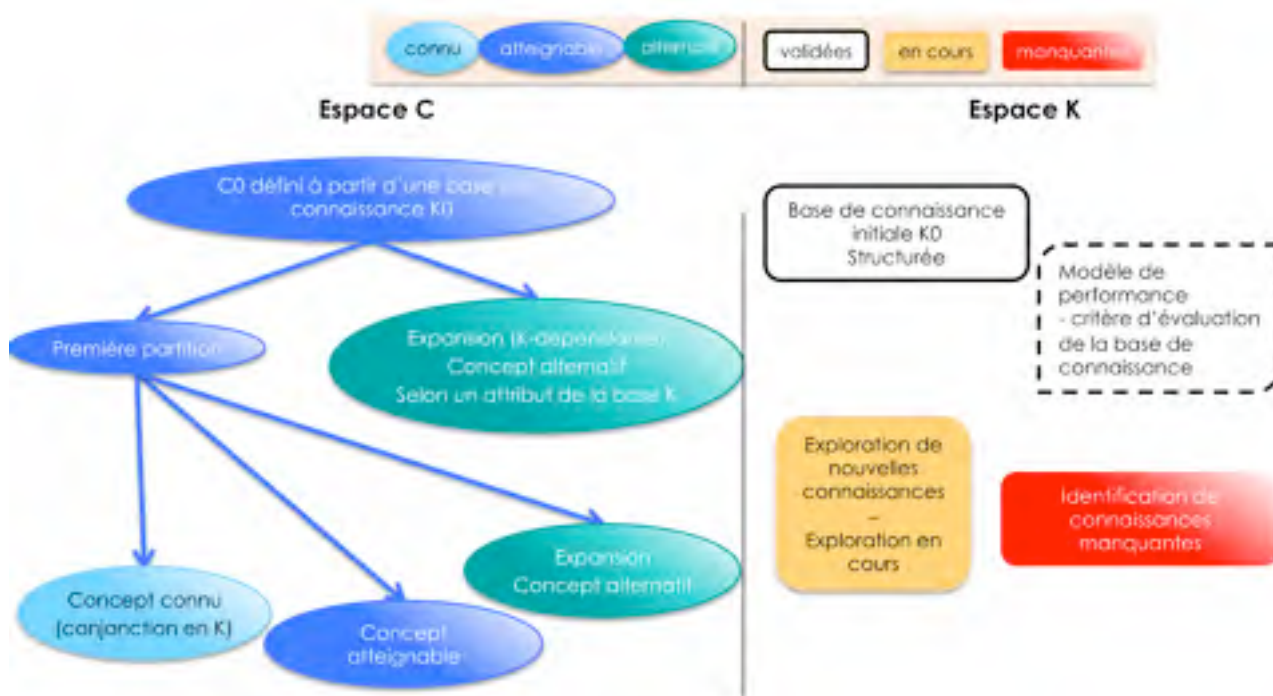 connu
atteignable
alternatif
validées
en cours
manquantes
Espace C
Espace K
C0 défini à partir d'une base
connaissance K0
Première partition
Expansion (K-dépendante)
Concept alternatif
Selon un attribut de la base K
Concept connu
(conjonction en K)
Concept
atteignable
Expansion
Concept alternatif
Base de connaissance
initiale K0
Structurée
Modèle de
performance
- critère d'évaluation
de la base de
connaissance
Exploration de
nouvelles
connaissances
–
Exploration en
cours
Identification de
connaissances
manquantes